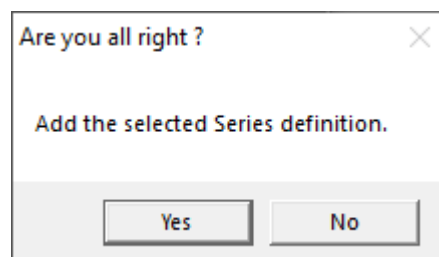 Are you all right ?
Add the selected Series definition.
Yes
No